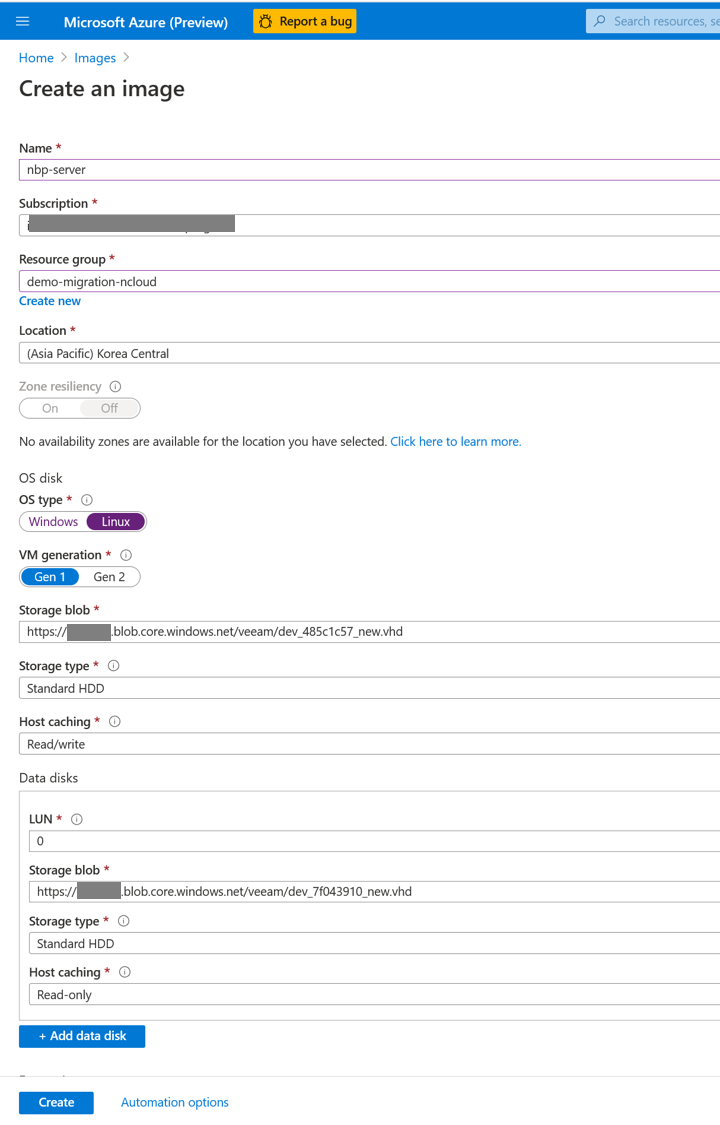 Microsoft Azure (Preview)
Report a bug
Search resources, se
Home > Images >
Create an image
Name *
nbp-server
Subscription *
Resource group *
demo-migration-ncloud
Create new
Location *
(Asia Pacific) Korea Central
Zone resiliency
On Off
No availability zones are available for the location you have selected. Click here to learn more.
OS disk
OS type *
Windows Linux
VM generation *
Gen 1 Gen 2
Storage blob *
https:// .blob.core.windows.net/veeam/dev_485c1c57_new.vhd
Storage type *
Standard HDD
Host caching *
Read/write
Data disks
LUN *
0
Storage blob *
https:// .blob.core.windows.net/veeam/dev_7f043910_new.vhd
Storage type *
Standard HDD
Host caching *
Read-only
+ Add data disk
Create
Automation options